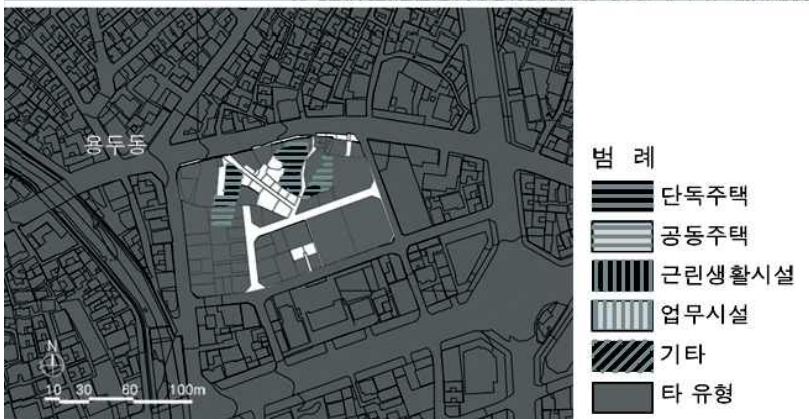 용두동
범 례
단독주택
공동주택
근린생활시설
업무시설
기타
타 유형
N
10 30 60 100m